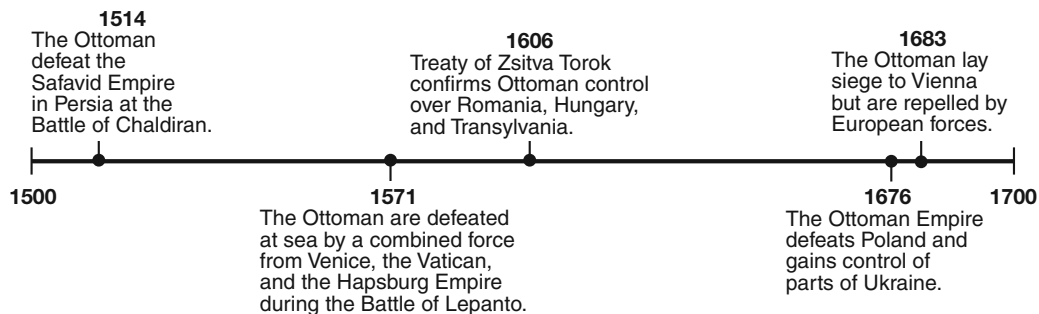 1514
The Ottoman
defeat the
Safavid Empire
in Persia at the
Battle of Chaldiran.
1606
Treaty of Zsitva Torok
confirms Ottoman control
over Romania, Hungary,
and Transylvania.
1683
The Ottoman lay
siege to Vienna
but are repelled by
European forces.
1500
1571
The Ottoman are defeated
at sea by a combined force
from Venice, the Vatican,
and the Hapsburg Empire
during the Battle of Lepanto.
1676
The Ottoman Empire
defeats Poland and
gains control of
parts of Ukraine.
1700